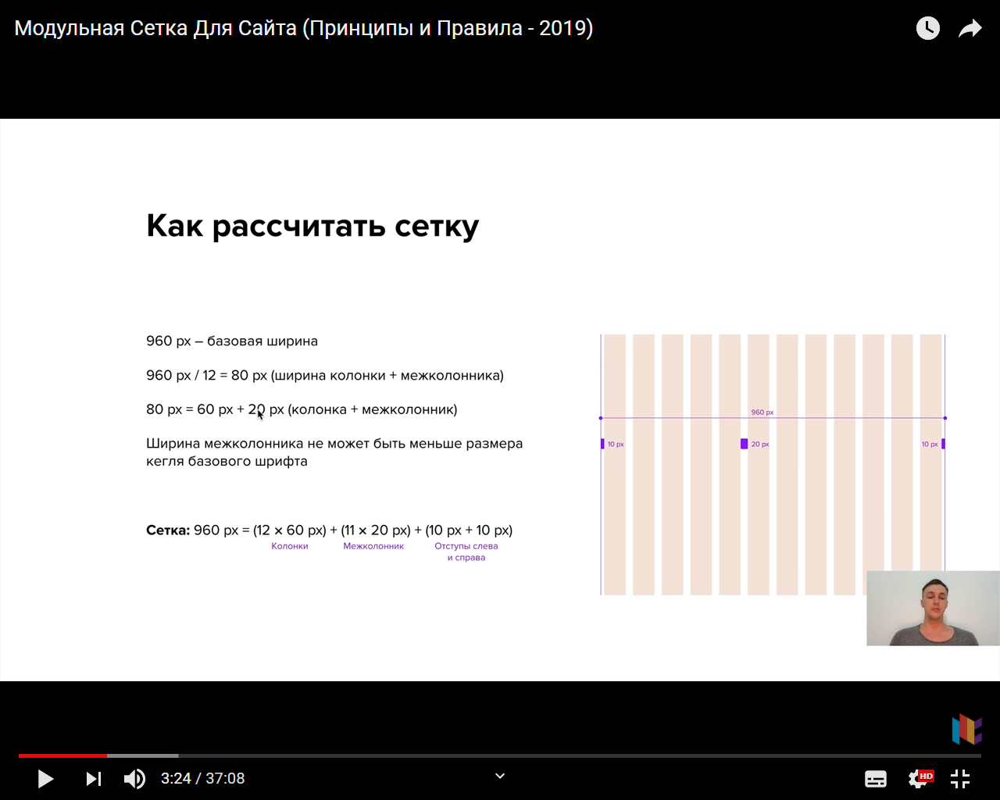 Модульная Сетка Для Сайта (Принципы и Правила - 2019)
Как рассчитать сетку
960 px – базовая ширина
960 px / 12 = 80 px (ширина колонки + межколонника)
80 px = 60 px + 20 px (колонка + межколонник)
Ширина межколонника не может быть меньше размера
кегля базового шрифта
Сетка: 960 px = (12 × 60 px) + (11 × 20 px) + (10 px + 10 px)
Колонки
Межколонник
Отступы слева
и справа
960 px
10 px
20 px
10 px
3:24 / 37:08
HD